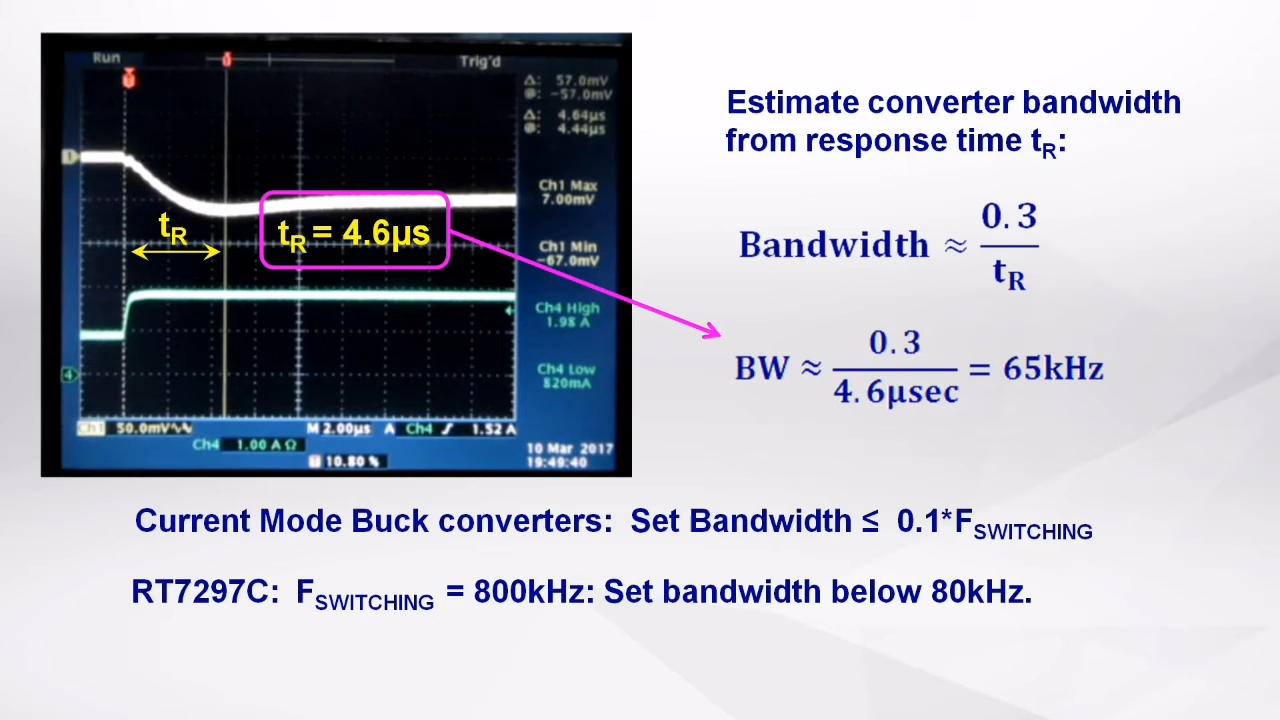 Run Trig'd
Δ: 57.0mV
@: -57.0mV
Δ: 4.64µs
@: 4.44µs
1
Ch1 Max
7.00mV
tR
tR = 4.6µs
Ch1 Min
-67.0mV
Ch4 High
1.98 A
4
Ch4 Low
820mA
Ch1 50.0mV M 2.00µs A Ch4 1.52 A
Ch4 1.00 A Ω
10.80 %
10 Mar 2017
19:49:40
Estimate converter bandwidth
from response time tR:
Bandwidth ≈ 0.3 / tR
BW ≈ 0.3 / 4.6µsec = 65kHz
Current Mode Buck converters: Set Bandwidth ≤ 0.1*FSWITCHING
RT7297C: FSWITCHING = 800kHz: Set bandwidth below 80kHz.